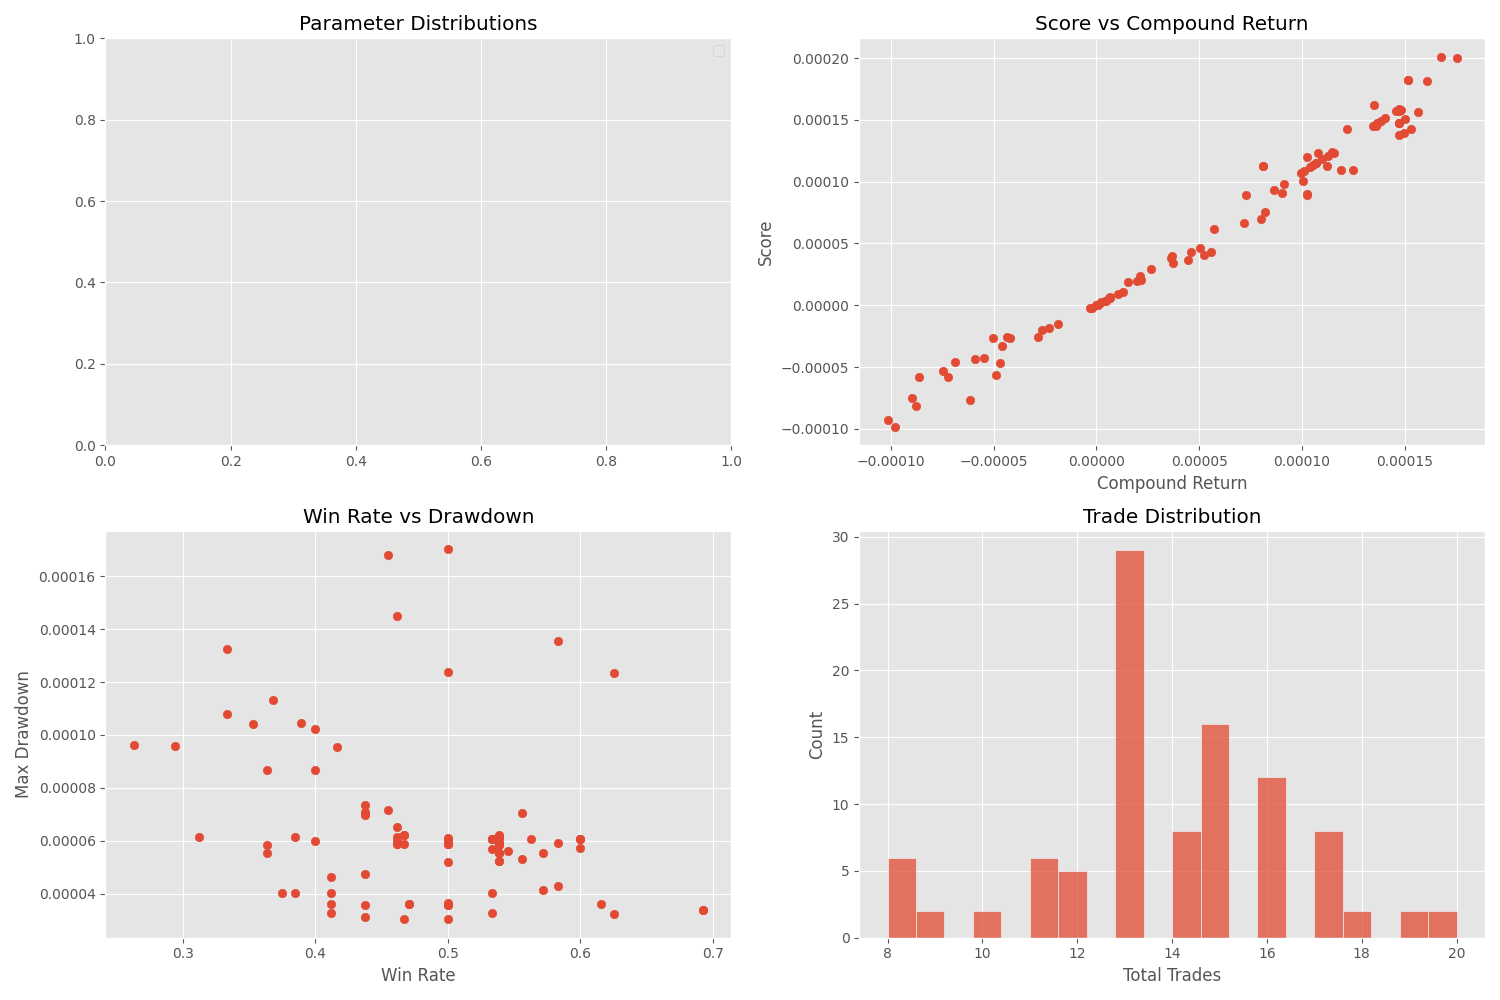 Parameter Distributions
1.0
0.8
0.6
0.4
0.2
0.0
0.0 0.2 0.4 0.6 0.8 1.0
Score vs Compound Return
Score
0.00020
0.00015
0.00010
0.00005
0.00000
−0.00005
−0.00010
−0.00010 −0.00005 0.00000 0.00005 0.00010 0.00015
Compound Return
Win Rate vs Drawdown
Max Drawdown
0.00016
0.00014
0.00012
0.00010
0.00008
0.00006
0.00004
0.3 0.4 0.5 0.6 0.7
Win Rate
Trade Distribution
Count
30
25
20
15
10
5
0
8 10 12 14 16 18 20
Total Trades